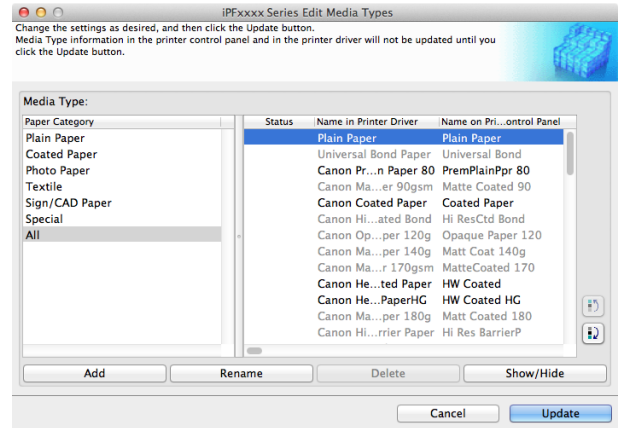 iPFxxxx Series Edit Media Types
Change the settings as desired, and then click the Update button.
Media Type information in the printer control panel and in the printer driver will not be updated until you
click the Update button.
Media Type:
Paper Category
Plain Paper
Coated Paper
Photo Paper
Textile
Sign/CAD Paper
Special
All
Status Name in Printer Driver Name on Pri...ontrol Panel
Plain Paper Plain Paper
Universal Bond Paper Universal Bond
Canon Pr...n Paper 80 PremPlainPpr 80
Canon Ma...er 90gsm Matte Coated 90
Canon Coated Paper Coated Paper
Canon Hi...ated Bond Hi ResCtd Bond
Canon Op...per 120g Opaque Paper 120
Canon Ma...per 140g Matt Coat 140g
Canon Ma...r 170gsm MatteCoated 170
Canon He...ted Paper HW Coated
Canon He...PaperHG HW Coated HG
Canon Ma...per 180g Matt Coated 180
Canon Hi...rrier Paper Hi Res BarrierP
Add Rename Delete Show/Hide
Cancel Update